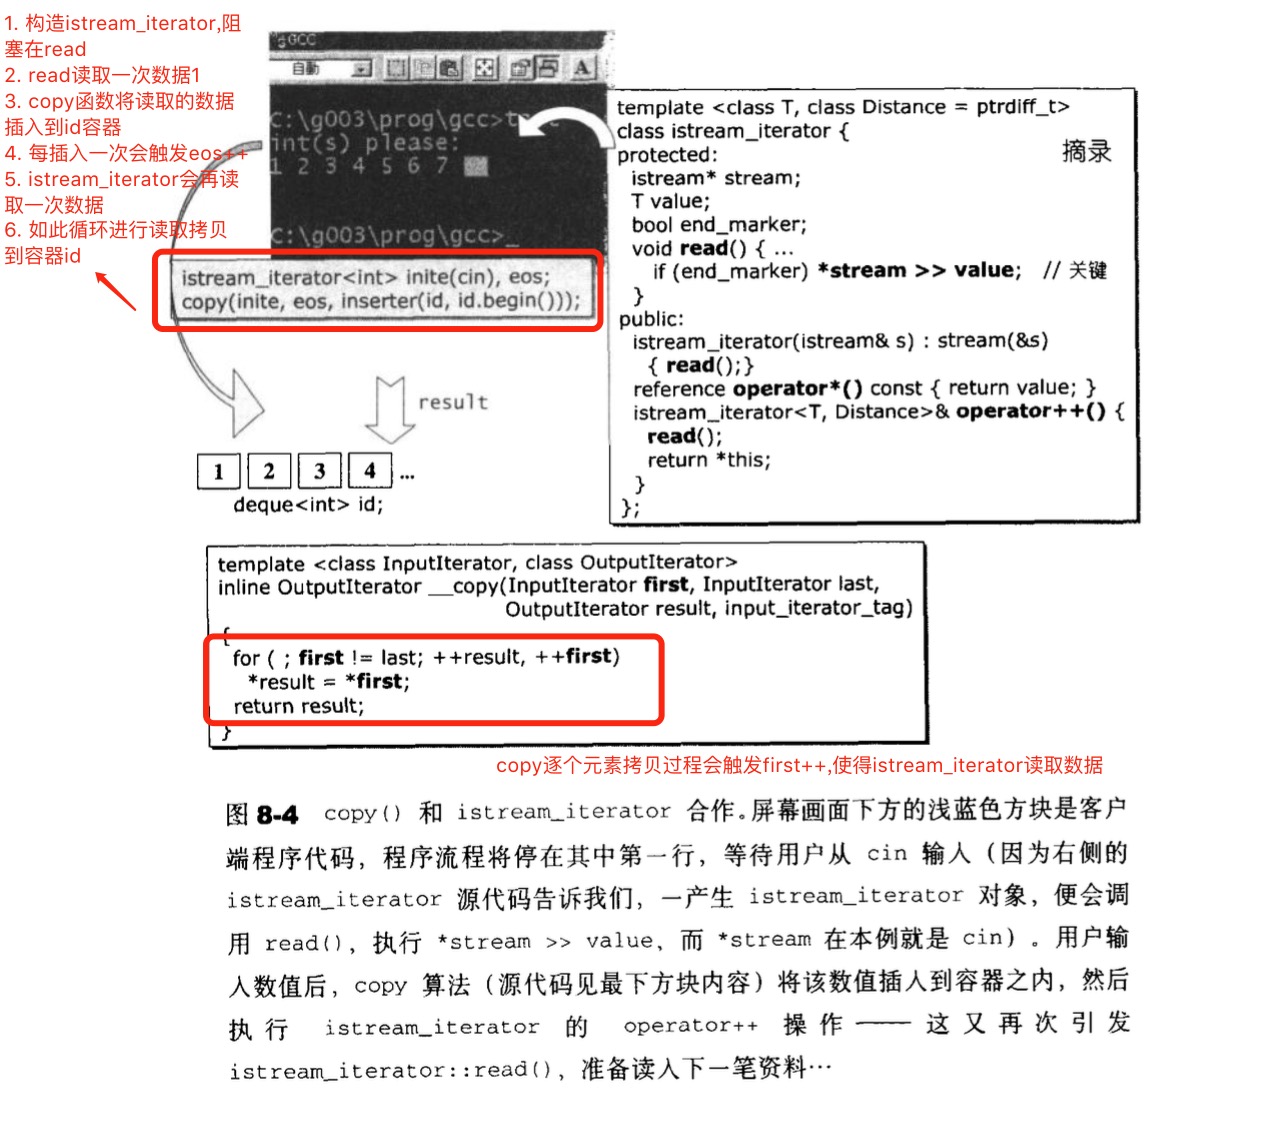 1. 构造istream_iterator,阻
塞在read
2. read读取一次数据1
3. copy函数将读取的数据
插入到id容器
4. 每插入一次会触发eos++
5. istream_iterator会再读
取一次数据
6. 如此循环进行读取拷贝
到容器id
GCC
自動
A
C:\g003\prog\gcc>
int(s) please:
1 2 3 4 5 6 7
C:\g003\prog\gcc>_
istream_iterator<int> inite(cin), eos;
copy(inite, eos, inserter(id, id.begin()));
template <class T, class Distance = ptrdiff_t>
class istream_iterator {
摘录
protected:
istream* stream;
T value;
bool end_marker;
void read() { ...
if (end_marker) *stream >> value; // 关键
}
public:
istream_iterator(istream& s) : stream(&s)
{ read();}
reference operator*() const { return value; }
istream_iterator<T, Distance>& operator++() {
read();
return *this;
}
};
result
1 2 3 4 ...
deque<int> id;
template <class InputIterator, class OutputIterator>
inline OutputIterator __copy(InputIterator first, InputIterator last,
OutputIterator result, input_iterator_tag)
{
for ( ; first != last; ++result, ++first)
*result = *first;
return result;
}
copy逐个元素拷贝过程会触发first++,使得istream_iterator读取数据
图 8-4 copy() 和 istream_iterator 合作。屏幕画面下方的浅蓝色方块是客户
端程序代码，程序流程将停在其中第一行，等待用户从 cin 输人（因为右侧的
istream_iterator 源代码告诉我们，一产生 istream_iterator 对象，便会调
用 read()，执行 *stream >> value，而 *stream 在本例就是 cin）。用户输
人数值后，copy 算法（源代码见最下方块内容）将该数值插人到容器之内，然后
执行 istream_iterator 的 operator++ 操作——这又再次引发
istream_iterator::read()，准备读入下一笔资料…